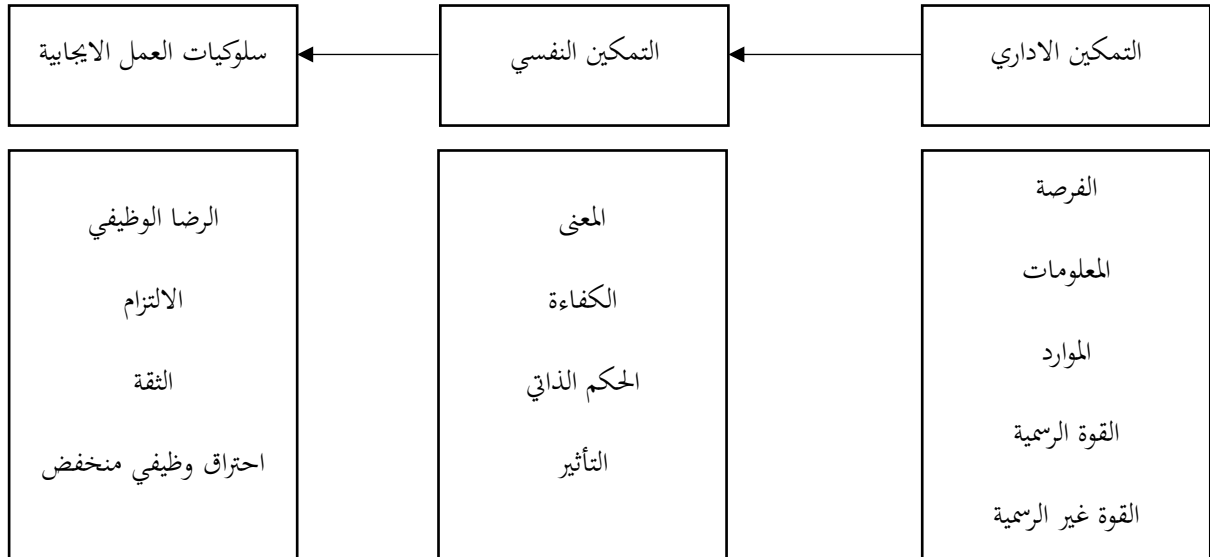 التمكين الاداري
التمكين النفسي
سلوكيات العمل الايجابية
الفرصة
المعلومات
الموارد
القوة الرسمية
القوة غير الرسمية
المعنى
الكفاءة
الحكم الذاتي
التأثير
الرضا الوظيفي
الالتزام
الثقة
احتراق وظيفي منخفض